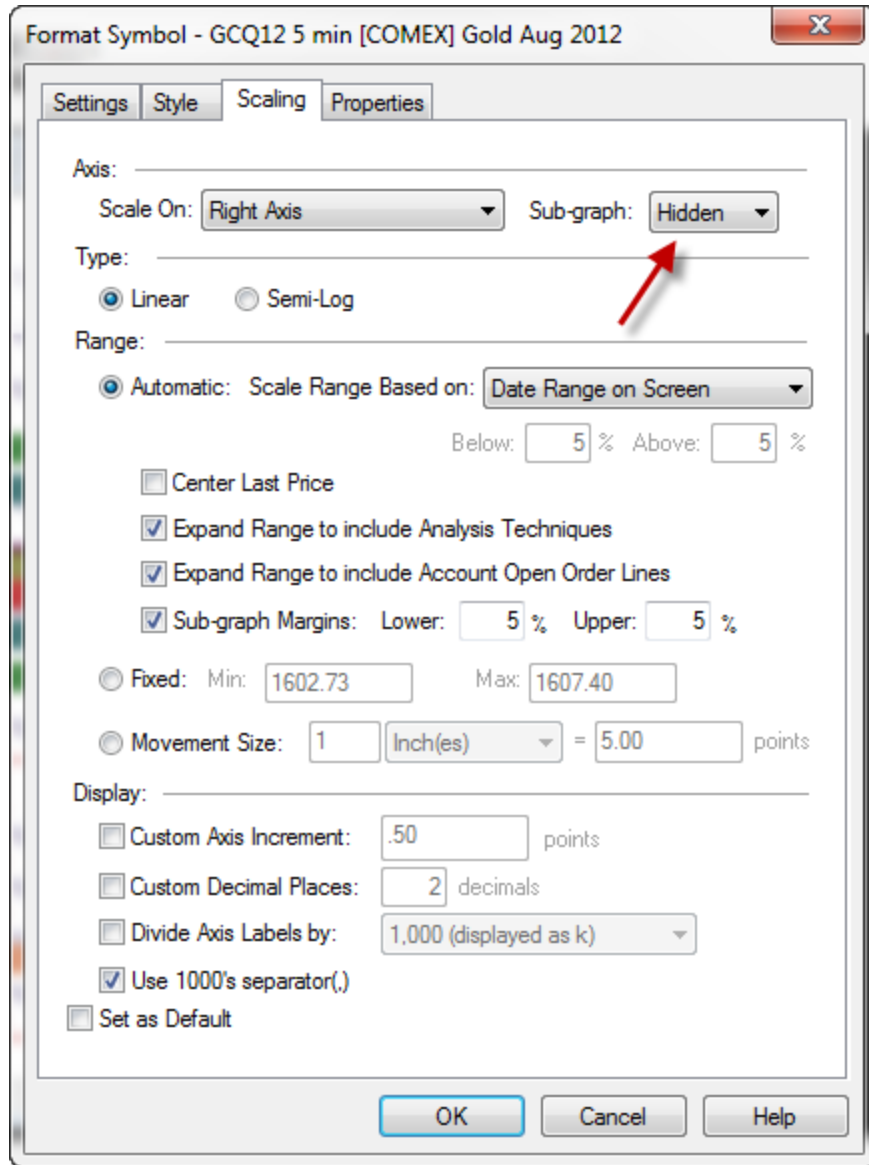 Format Symbol - GCQ12 5 min [COMEX] Gold Aug 2012
Settings Style Scaling Properties
Axis:
Scale On: Right Axis Sub-graph: Hidden
Type:
Linear Semi-Log
Range:
Automatic: Scale Range Based on: Date Range on Screen
Below: 5 % Above: 5 %
Center Last Price
Expand Range to include Analysis Techniques
Expand Range to include Account Open Order Lines
Sub-graph Margins: Lower: 5 % Upper: 5 %
Fixed: Min: 1602.73 Max: 1607.40
Movement Size: 1 Inch(es) = 5.00 points
Display:
Custom Axis Increment: .50 points
Custom Decimal Places: 2 decimals
Divide Axis Labels by: 1,000 (displayed as k)
Use 1000's separator(,)
Set as Default
OK Cancel Help